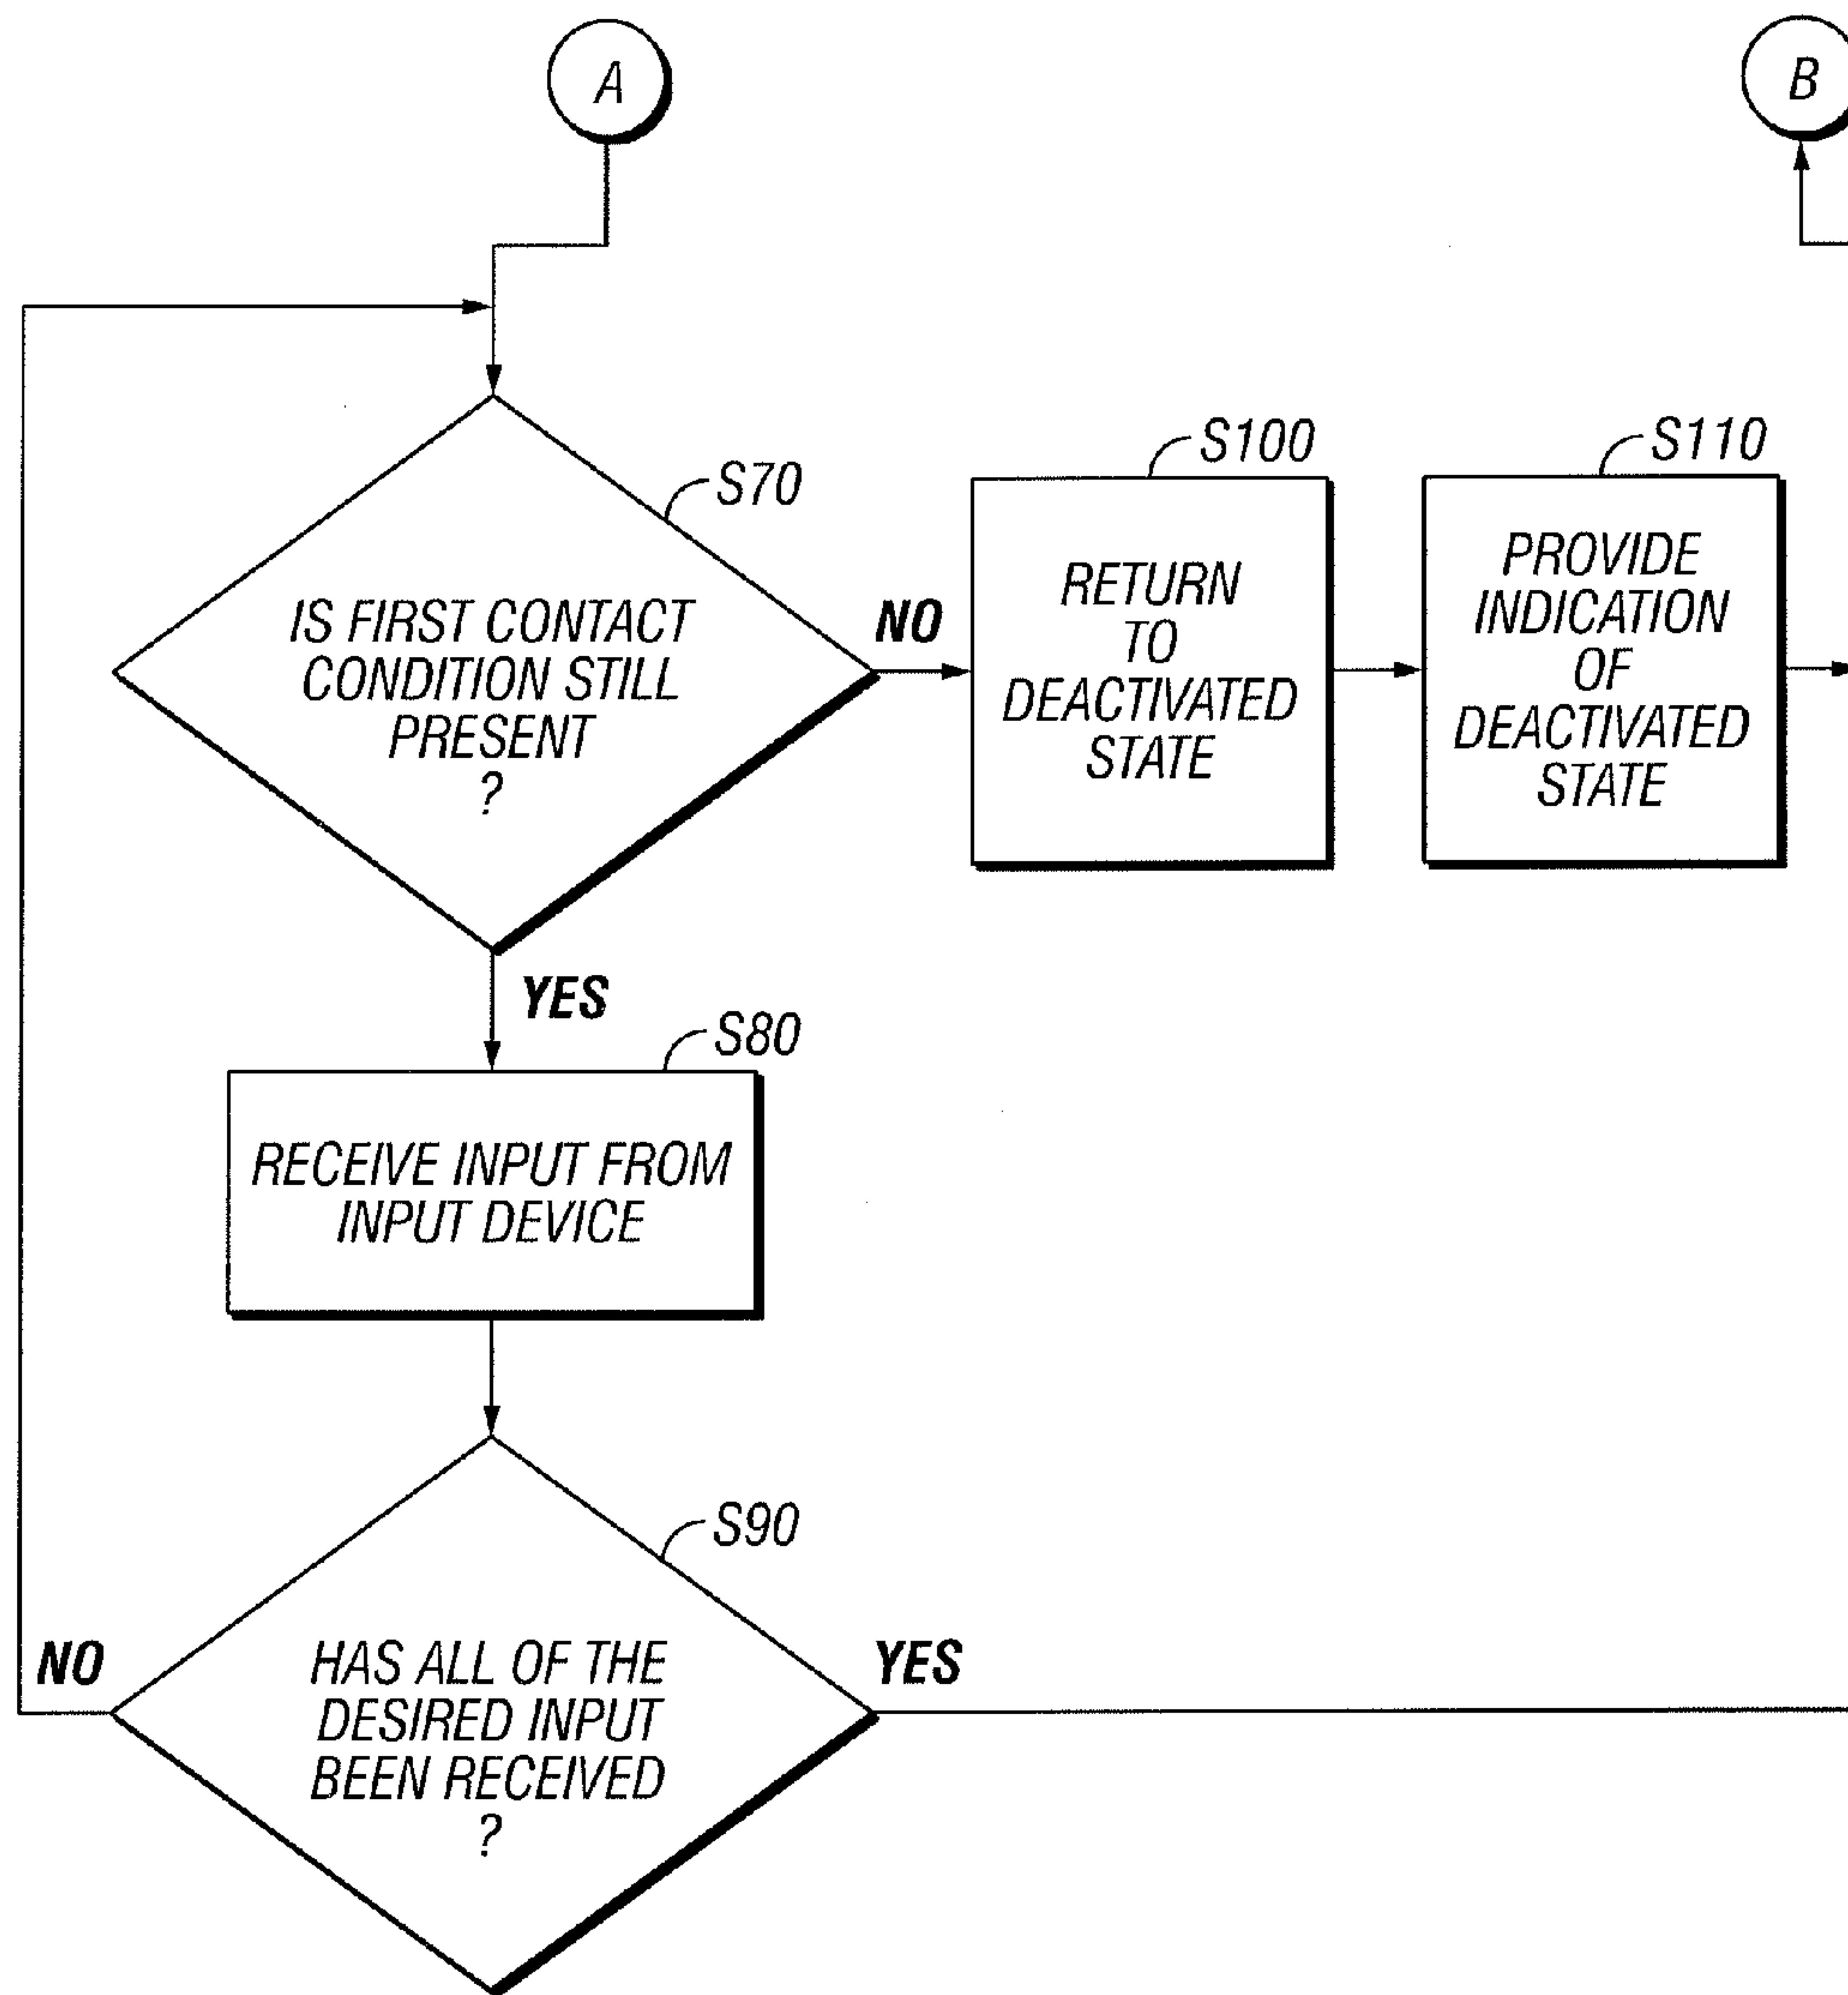 A
B
S70
IS FIRST CONTACT
CONDITION STILL
PRESENT
?
NO
S100
RETURN
TO
DEACTIVATED
STATE
S110
PROVIDE
INDICATION
OF
DEACTIVATED
STATE
YES
S80
RECEIVE INPUT FROM
INPUT DEVICE
S90
NO
HAS ALL OF THE
DESIRED INPUT
BEEN RECEIVED
?
YES